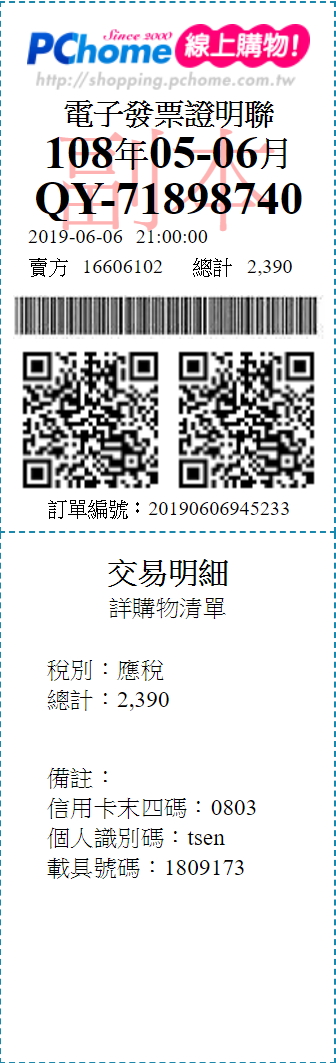 Since 2000
PChome 線上購物!
http://shopping.pchome.com.tw
電子發票證明聯
副本
108年05-06月
QY-71898740
2019-06-06 21:00:00
賣方 16606102 總計 2,390
訂單編號：20190606945233
交易明細
詳購物清單
稅別：應稅
總計：2,390
備註：
信用卡末四碼：0803
個人識別碼：tsen
載具號碼：1809173